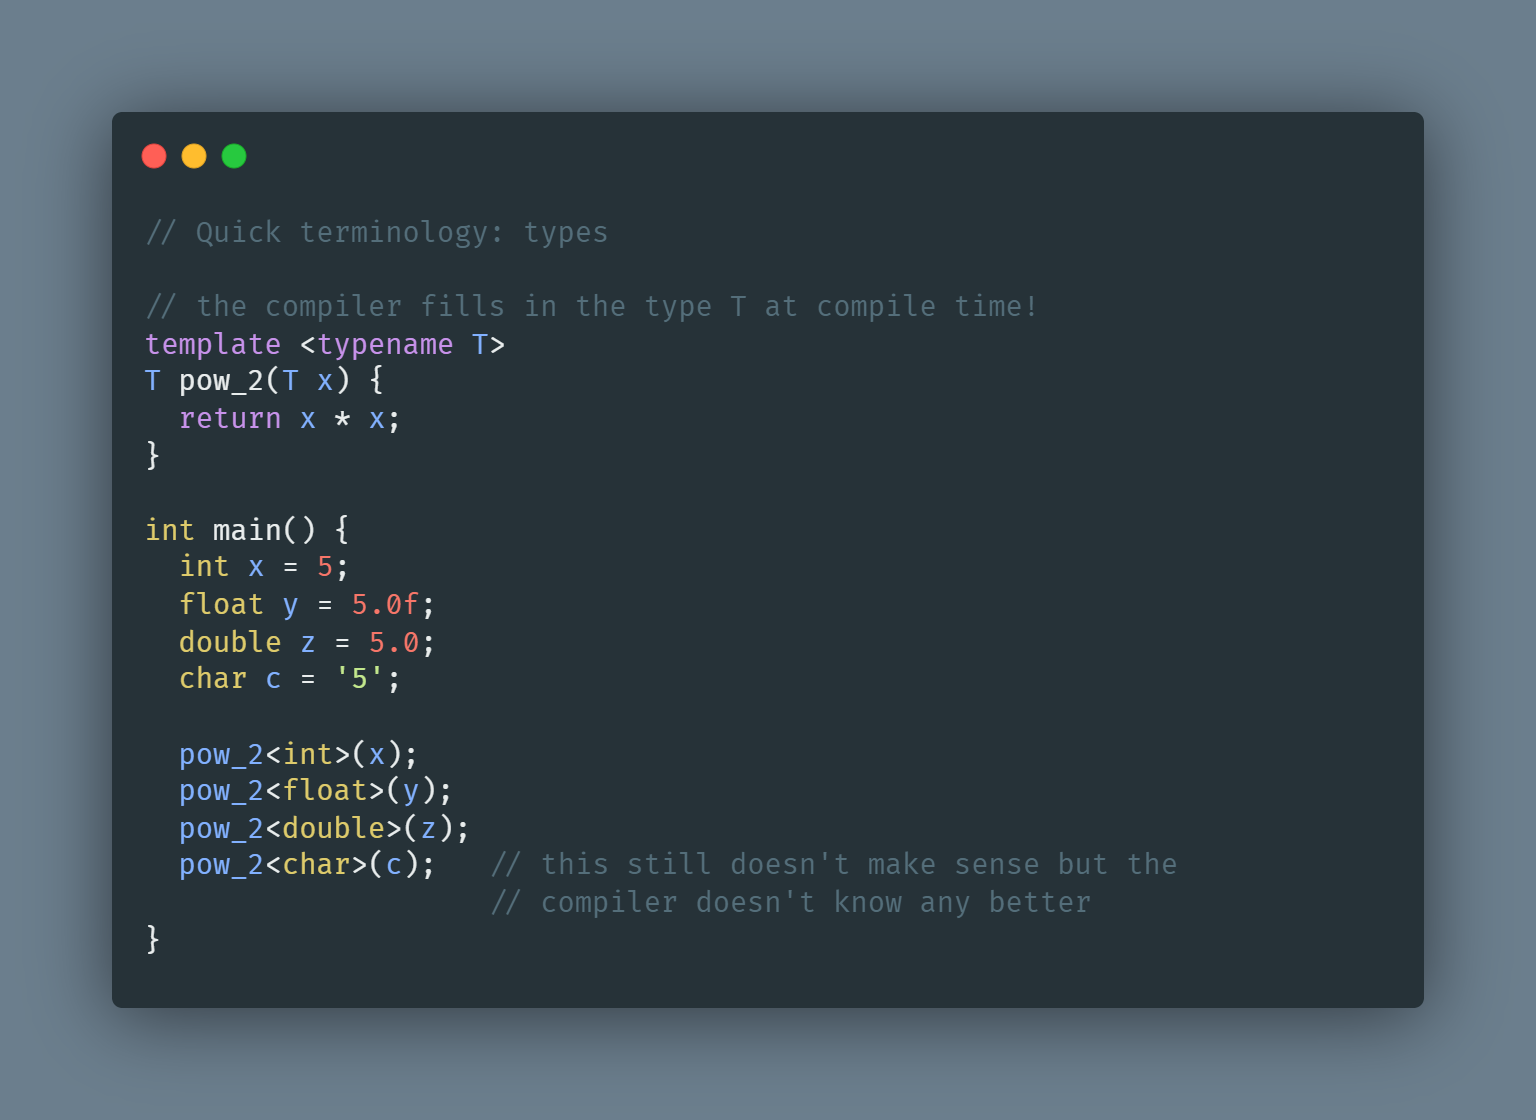 // Quick terminology: types
// the compiler fills in the type T at compile time!
template <typename T>
T pow_2(T x) {
  return x * x;
}
int main() {
  int x = 5;
  float y = 5.0f;
  double z = 5.0;
  char c = '5';
  pow_2<int>(x);
  pow_2<float>(y);
  pow_2<double>(z);
  pow_2<char>(c);   // this still doesn't make sense but the
                    // compiler doesn't know any better
}